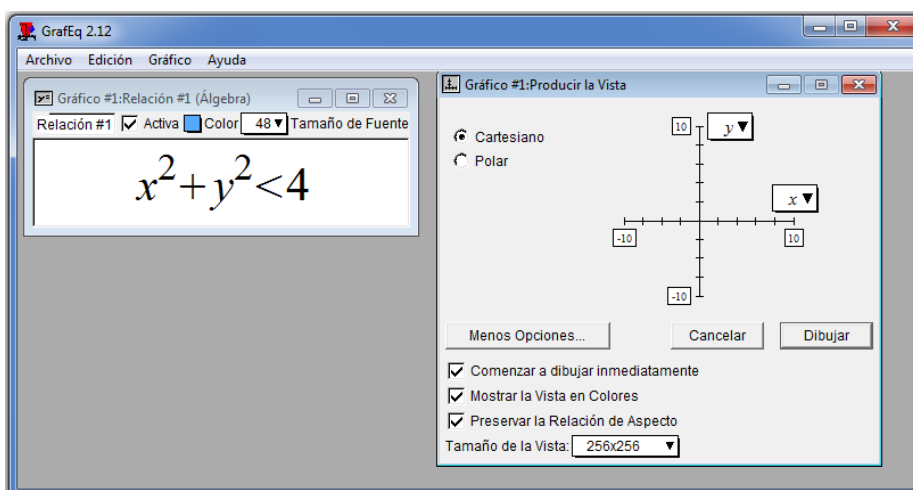 GrafEq 2.12
Archivo Edición Gráfico Ayuda
Gráfico #1:Relación #1 (Álgebra)
Relación #1 Activa Color 48 Tamaño de Fuente
x²+y²<4
Gráfico #1:Producir la Vista
Cartesiano
Polar
10 y
x
-10 10
-10
Menos Opciones... Cancelar Dibujar
Comenzar a dibujar inmediatamente
Mostrar la Vista en Colores
Preservar la Relación de Aspecto
Tamaño de la Vista: 256x256